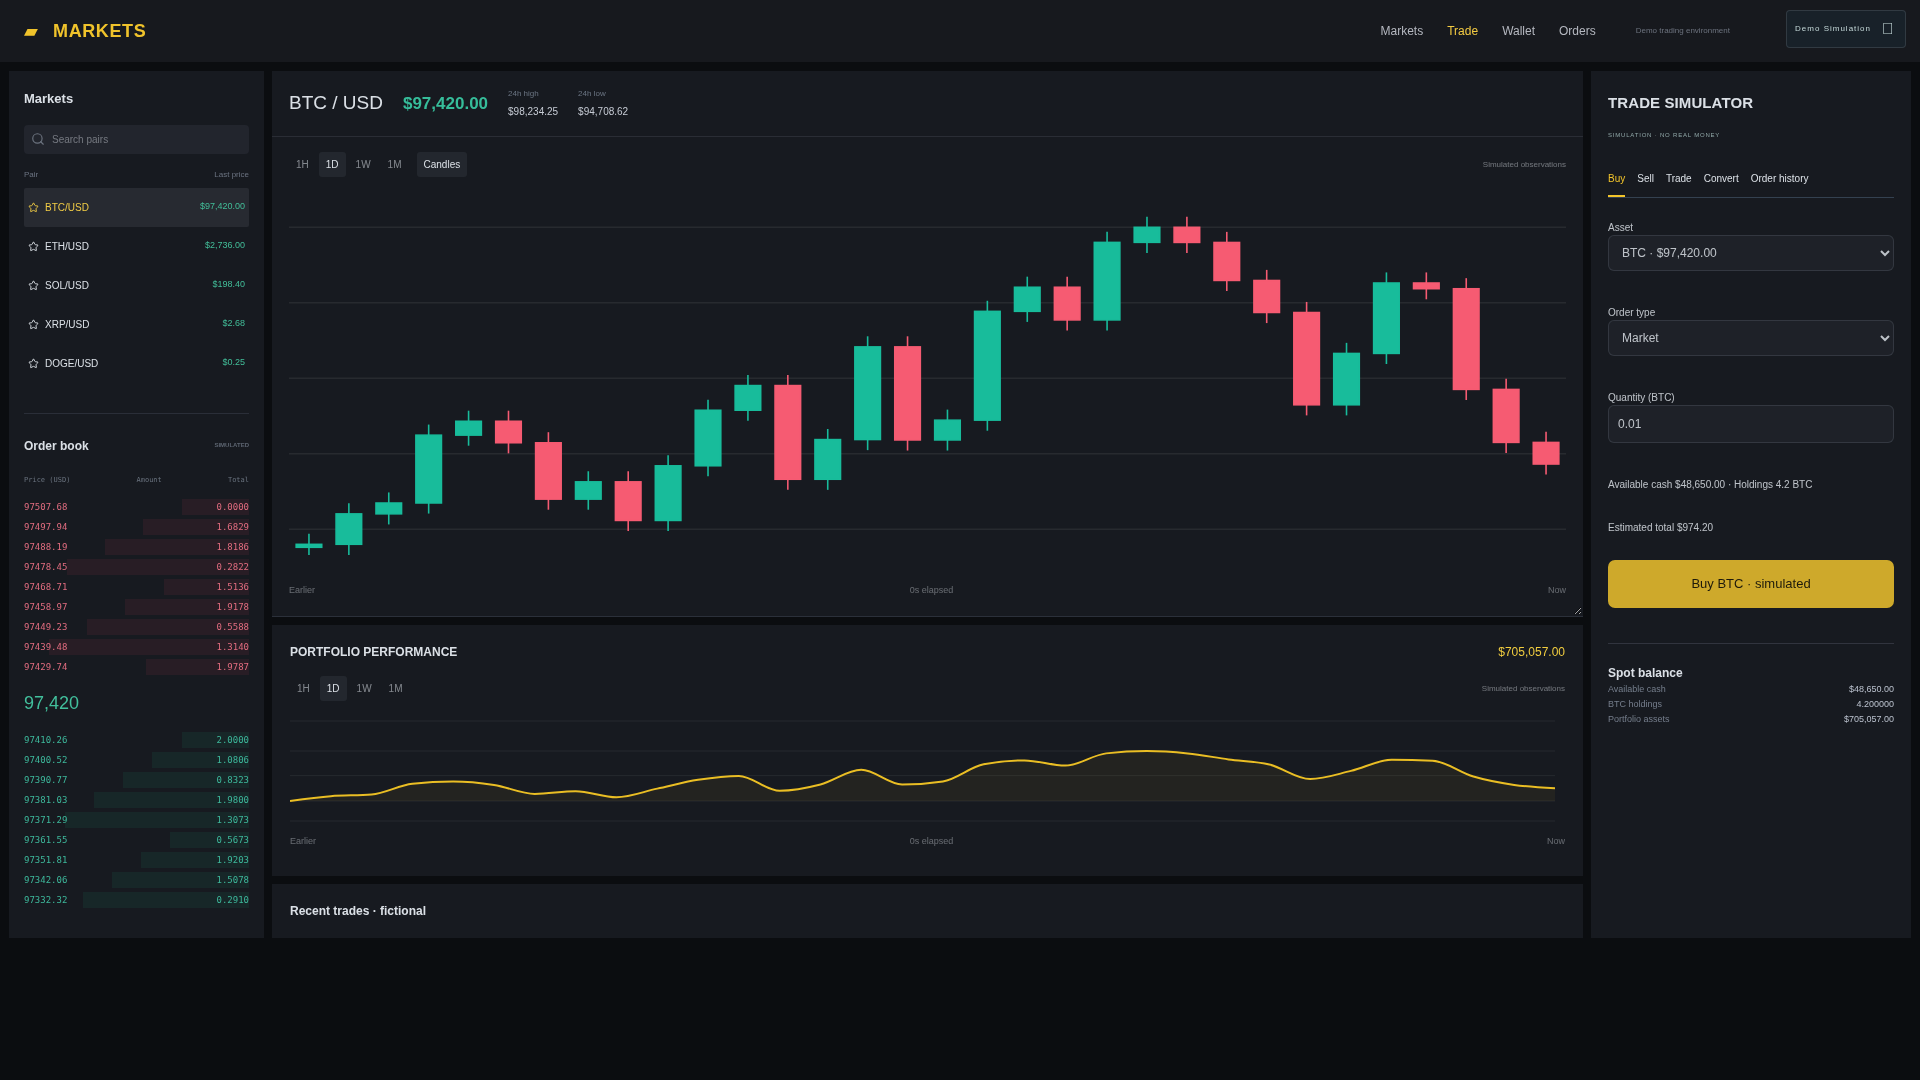 MARKETS
Markets Trade Wallet Orders Demo trading environment Demo Simulation
Markets
Search pairs
Pair Last price
BTC/USD $97,420.00
ETH/USD $2,736.00
SOL/USD $198.40
XRP/USD $2.68
DOGE/USD $0.25
Order book SIMULATED
Price (USD) Amount Total
97507.68 0.0000
97497.94 1.6829
97488.19 1.8186
97478.45 0.2822
97468.71 1.5136
97458.97 1.9178
97449.23 0.5588
97439.48 1.3140
97429.74 1.9787
97,420
97410.26 2.0000
97400.52 1.0806
97390.77 0.8323
97381.03 1.9800
97371.29 1.3073
97361.55 0.5673
97351.81 1.9203
97342.06 1.5078
97332.32 0.2910
BTC / USD $97,420.00
24h high 24h low
$98,234.25 $94,708.62
1H 1D 1W 1M Candles Simulated observations
Earlier 0s elapsed Now
PORTFOLIO PERFORMANCE $705,057.00
1H 1D 1W 1M Simulated observations
Earlier 0s elapsed Now
Recent trades · fictional
TRADE SIMULATOR
SIMULATION · NO REAL MONEY
Buy Sell Trade Convert Order history
Asset
BTC · $97,420.00
Order type
Market
Quantity (BTC)
0.01
Available cash $48,650.00 · Holdings 4.2 BTC
Estimated total $974.20
Buy BTC · simulated
Spot balance
Available cash $48,650.00
BTC holdings 4.200000
Portfolio assets $705,057.00